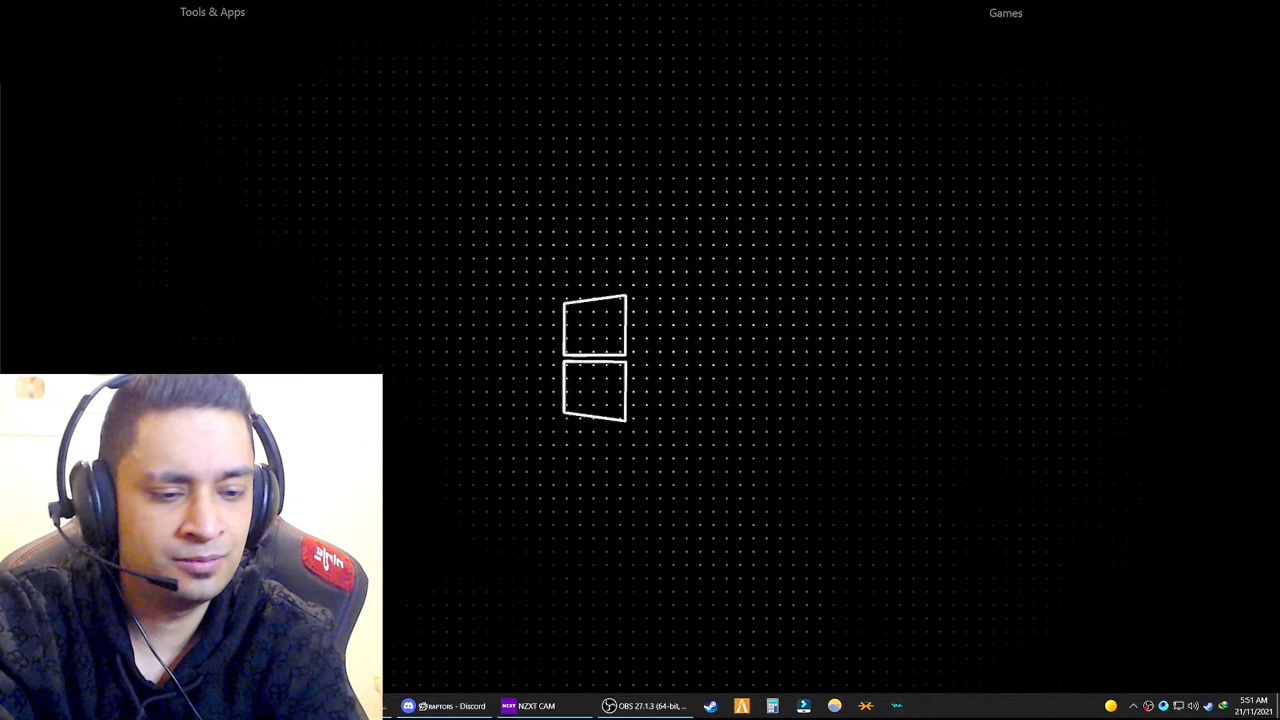 Tools & Apps
Games
RAPTORS - Discord
NEXT NZXT CAM
OBS 27.1.3 (64-bit, ...
5:51 AM
21/11/2021